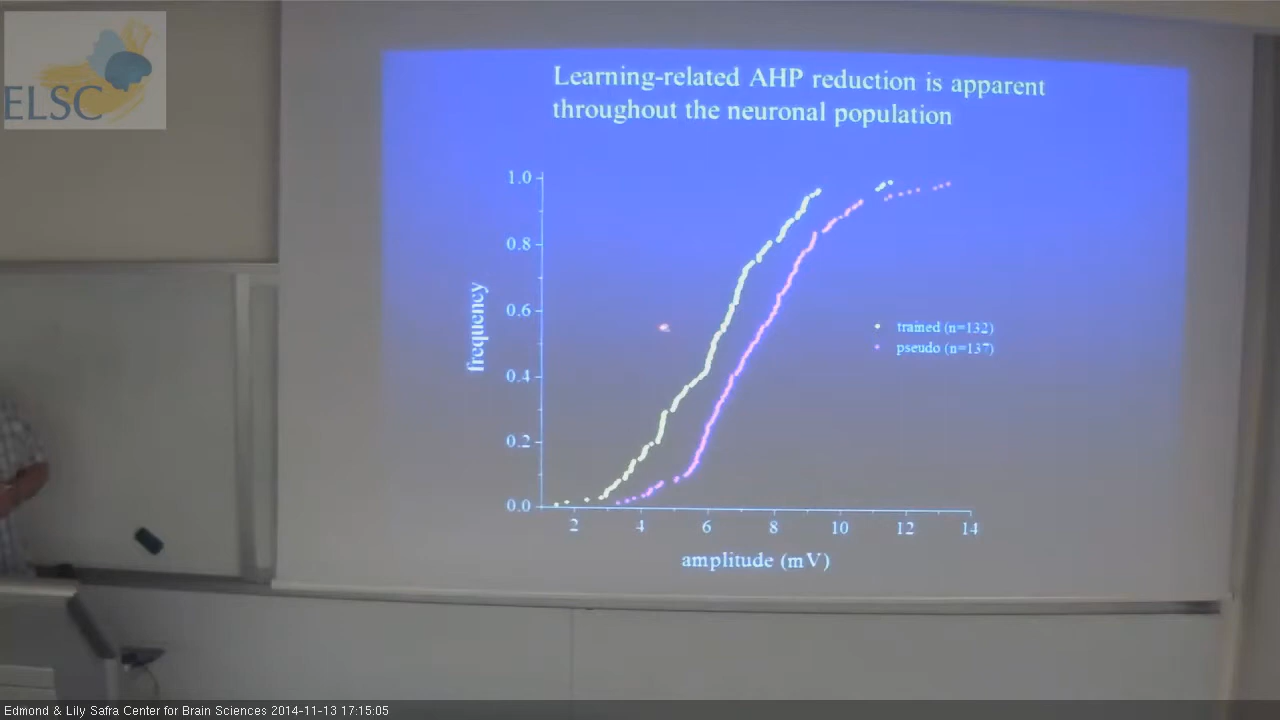 ELSC
Learning-related AHP reduction is apparent
throughout the neuronal population
1.0
0.8
0.6
0.4
0.2
0.0
frequency
2 4 6 8 10 12 14
amplitude (mV)
trained (n=132)
pseudo (n=137)
Edmond & Lily Safra Center for Brain Sciences 2014-11-13 17:15:05